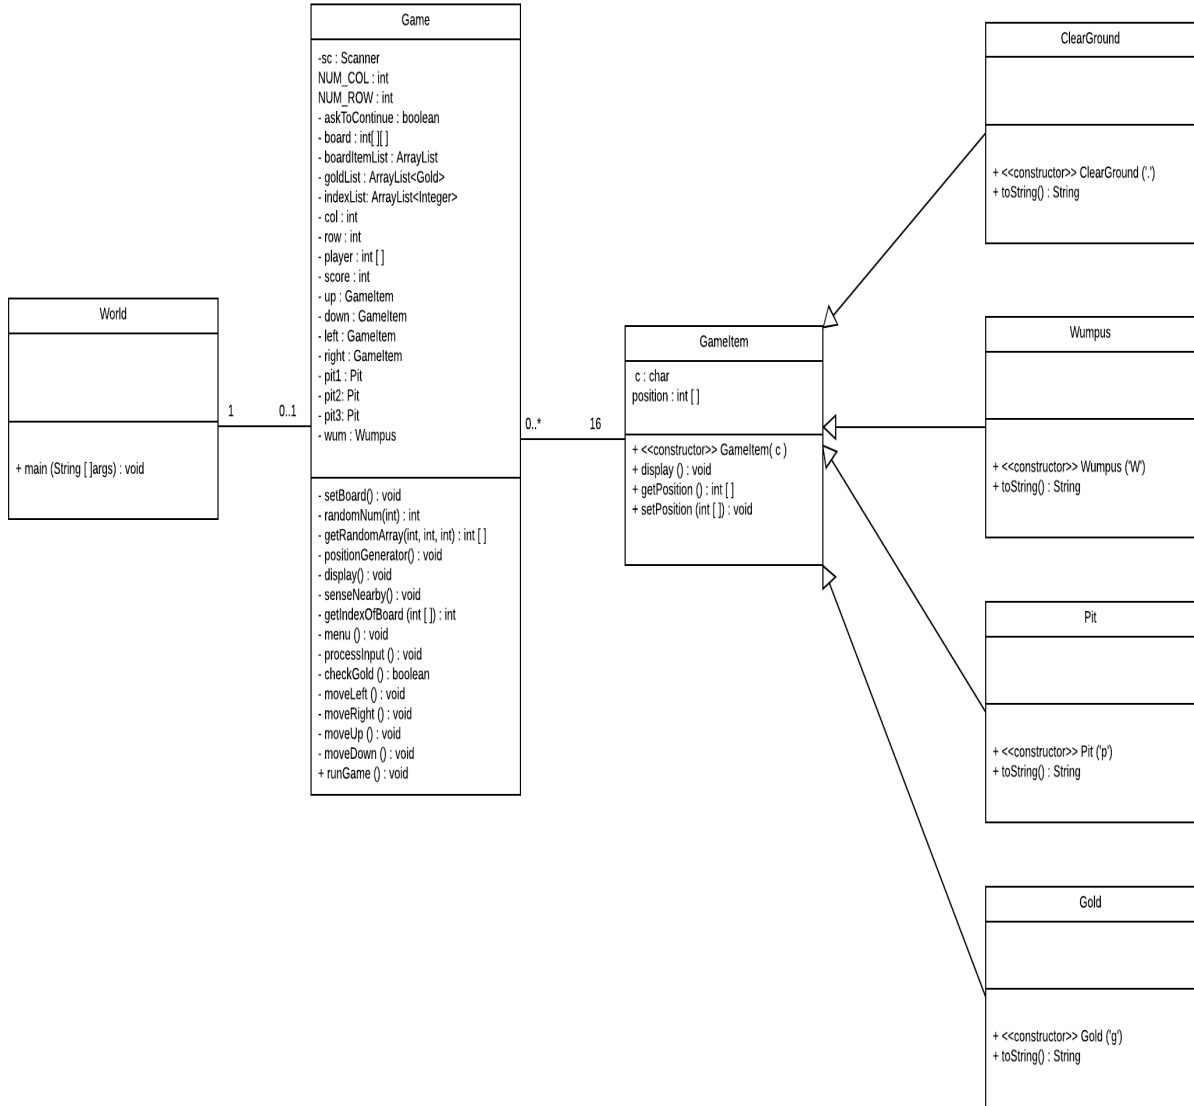 Game
-sc : Scanner
NUM_COL : int
NUM_ROW : int
- askToContinue : boolean
- board : int[ ][ ]
- boardItemList : ArrayList
- goldList : ArrayList<Gold>
- indexList: ArrayList<Integer>
- col : int
- row : int
- player : int [ ]
- score : int
- up : GameItem
- down : GameItem
- left : GameItem
- right : GameItem
- pit1 : Pit
- pit2: Pit
- pit3: Pit
- wum : Wumpus
- setBoard() : void
- randomNum(int) : int
- getRandomArray(int, int, int) : int [ ]
- positionGenerator() : void
- display() : void
- senseNearby() : void
- getIndexOfBoard (int [ ]) : int
- menu () : void
- processInput () : void
- checkGold () : boolean
- moveLeft () : void
- moveRight () : void
- moveUp () : void
- moveDown () : void
+ runGame () : void
World
+ main (String [ ]args) : void
1
0..1
0..*
16
GameItem
c : char
position : int [ ]
+ <<constructor>> GameItem( c )
+ display () : void
+ getPosition () : int [ ]
+ setPosition (int [ ]) : void
ClearGround
+ <<constructor>> ClearGround ('.')
+ toString() : String
Wumpus
+ <<constructor>> Wumpus ('W')
+ toString() : String
Pit
+ <<constructor>> Pit ('p')
+ toString() : String
Gold
+ <<constructor>> Gold ('g')
+ toString() : String